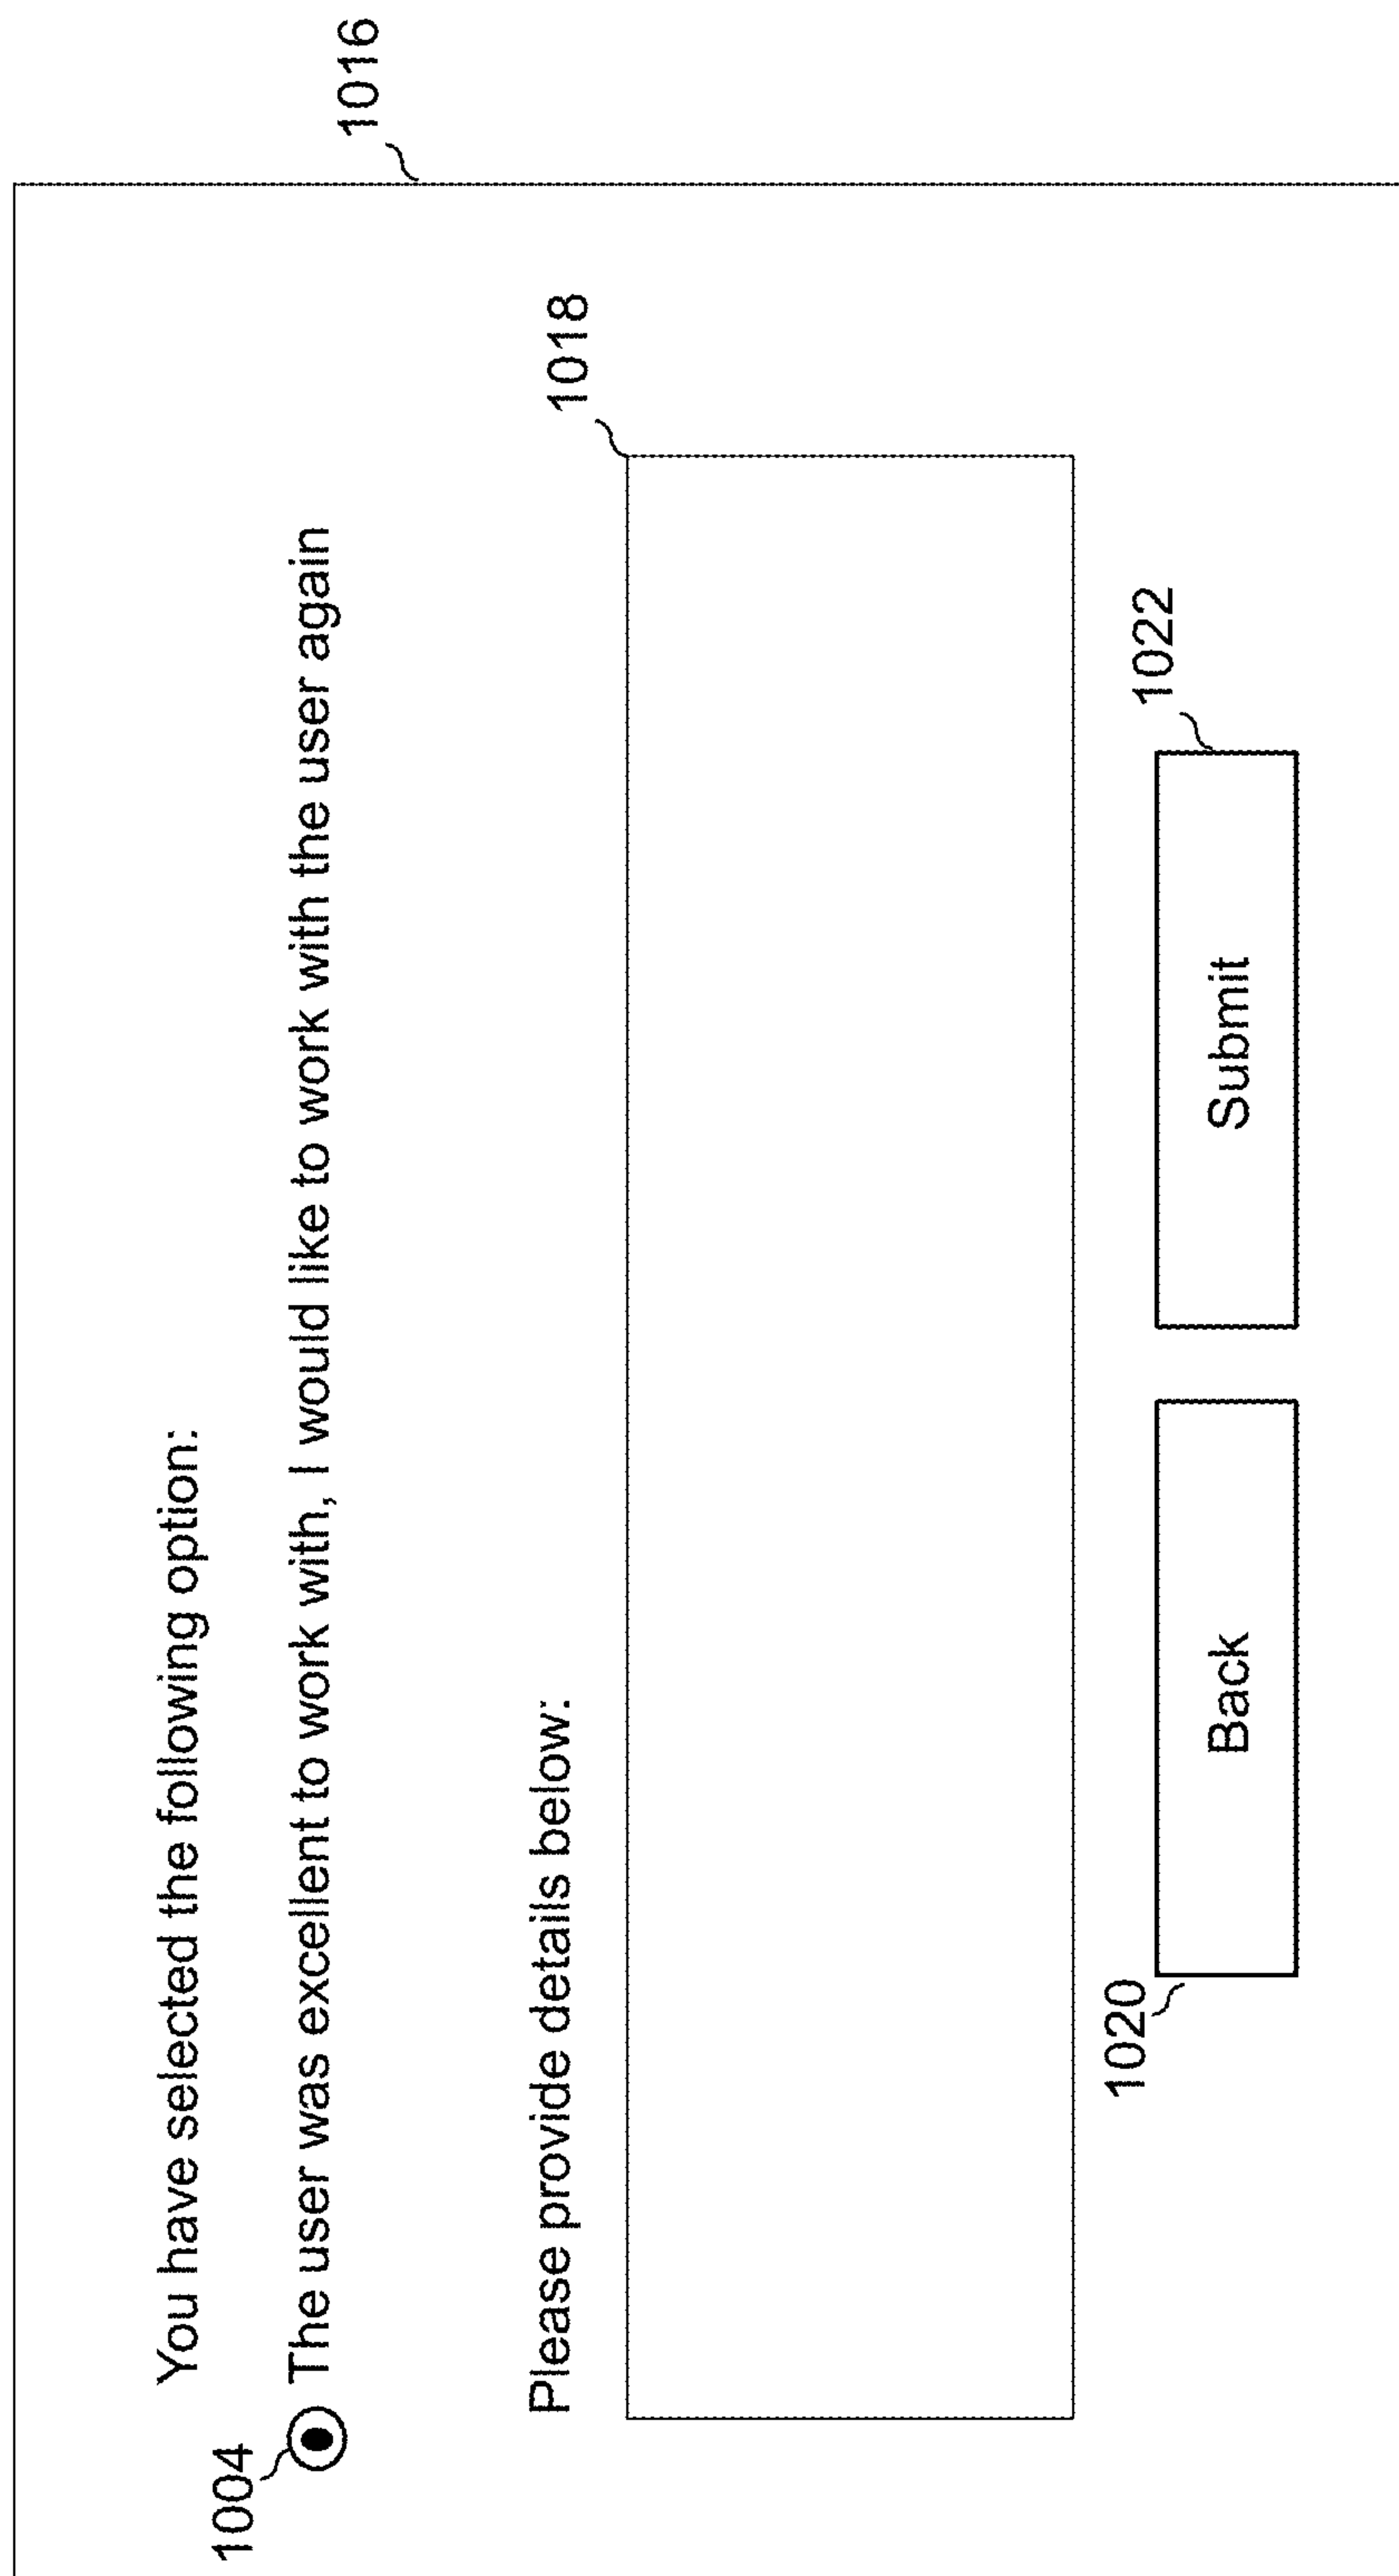 1016
You have selected the following option:
1004
The user was excellent to work with, I would like to work with the user again
Please provide details below:
1018
1020
Back
Submit
1022